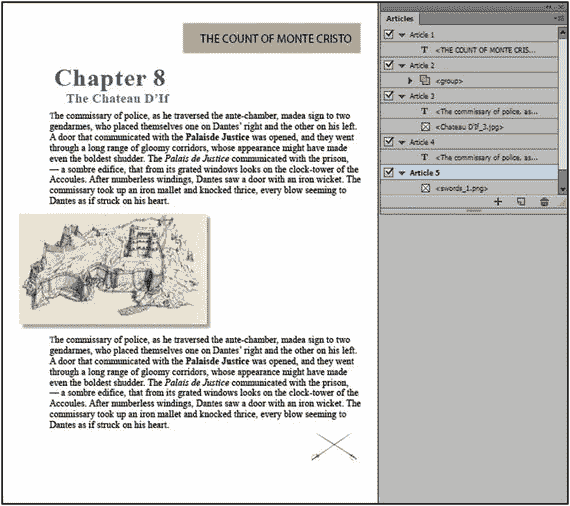 THE COUNT OF MONTE CRISTO
Chapter 8
The Chateau D'If
The commissary of police, as he traversed the ante-chamber, madea sign to two
gendarmes, who placed themselves one on Dantes' right and the other on his left.
A door that communicated with the Palaisde Justice was opened, and they went
through a long range of gloomy corridors, whose appearance might have made
even the boldest shudder. The Palais de Justice communicated with the prison,
— a sombre edifice, that from its grated windows looks on the clock-tower of the
Accoules. After numberless windings, Dantes saw a door with an iron wicket. The
commissary took up an iron mallet and knocked thrice, every blow seeming to
Dantes as if struck on his heart.
The commissary of police, as he traversed the ante-chamber, madea sign to two
gendarmes, who placed themselves one on Dantes' right and the other on his left.
A door that communicated with the Palaisde Justice was opened, and they went
through a long range of gloomy corridors, whose appearance might have made
even the boldest shudder. The Palais de Justice communicated with the prison,
— a sombre edifice, that from its grated windows looks on the clock-tower of the
Accoules. After numberless windings, Dantes saw a door with an iron wicket. The
commissary took up an iron mallet and knocked thrice, every blow seeming to
Dantes as if struck on his heart.
Articles
Article 1
T <THE COUNT OF MONTE CRIS...
Article 2
<group>
Article 3
T <The commissary of police, as...
<Chateau D'If_3.jpg>
Article 4
T <The commissary of police, as...
Article 5
<swords_1.png>